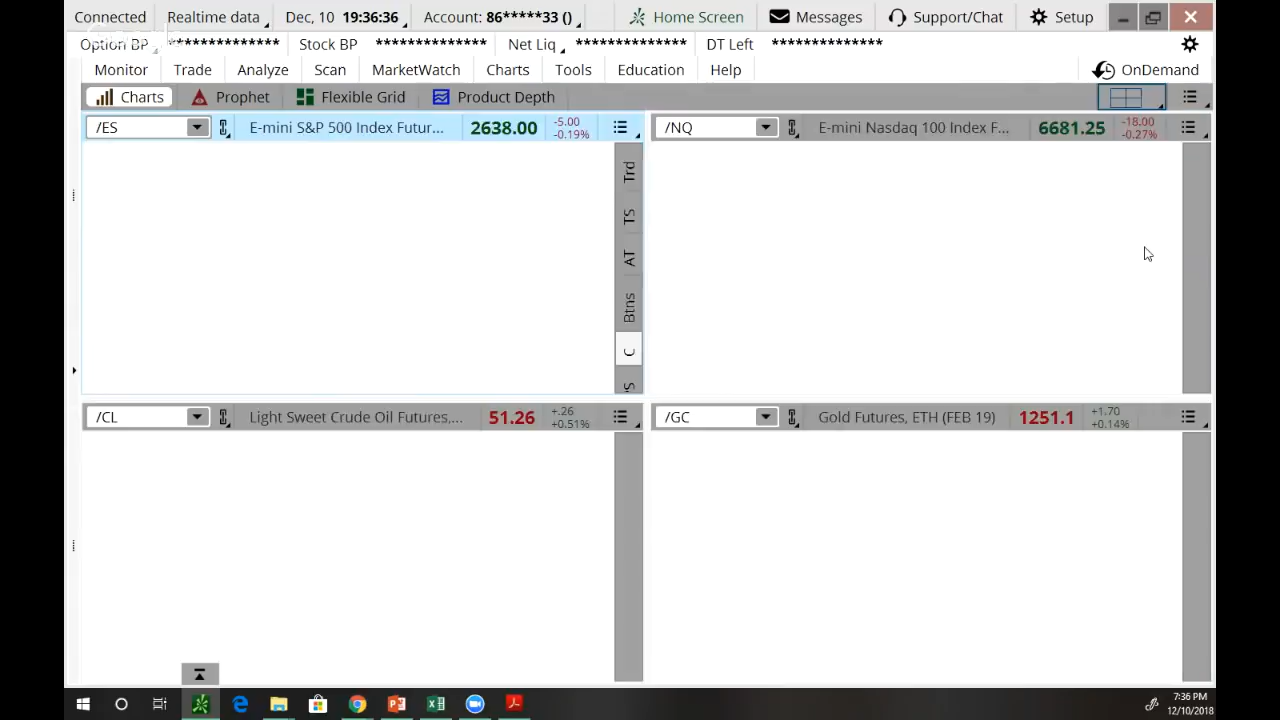 Connected Realtime data Dec, 10 19:36:36 Account: 86*****33 () Home Screen Messages Support/Chat Setup
Option BP ************* Stock BP ************* Net Liq ************* DT Left *************
Monitor Trade Analyze Scan MarketWatch Charts Tools Education Help OnDemand
Charts Prophet Flexible Grid Product Depth
/ES E-mini S&P 500 Index Futur... 2638.00 -5.00 -0.19%
/NQ E-mini Nasdaq 100 Index F... 6681.25 -18.00 -0.27%
Trd
TS
AT
Btns
C
S
/CL Light Sweet Crude Oil Futures,... 51.26 +.26 +0.51%
/GC Gold Futures, ETH (FEB 19) 1251.1 +1.70 +0.14%
7:36 PM
12/10/2018